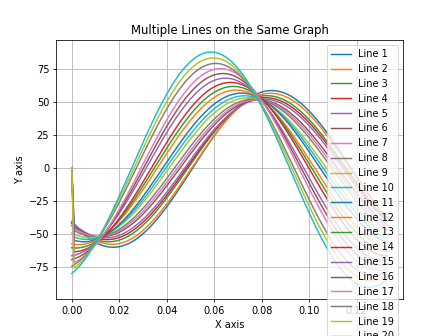 Multiple Lines on the Same Graph
Y axis
75
50
25
0
−25
−50
−75
0.00
0.02
0.04
0.06
0.08
0.10
X axis
Line 1
Line 2
Line 3
Line 4
Line 5
Line 6
Line 7
Line 8
Line 9
Line 10
Line 11
Line 12
Line 13
Line 14
Line 15
Line 16
Line 17
Line 18
Line 19
Line 20